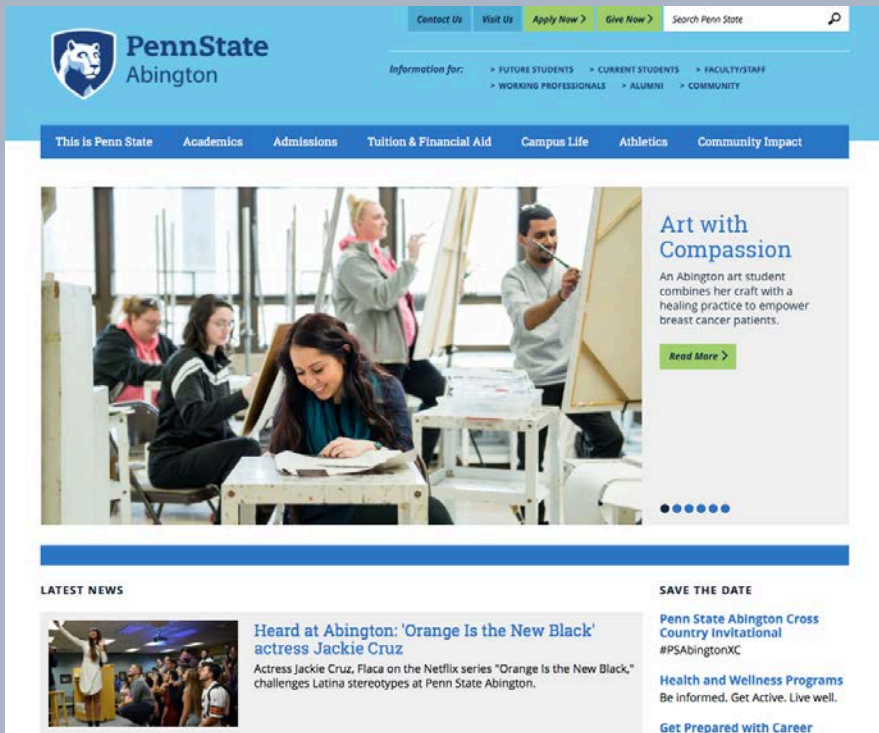 Contact Us
Visit Us
Apply Now >
Give Now >
Search Penn State
PennState
Abington
Information for:
> FUTURE STUDENTS > CURRENT STUDENTS > FACULTY/STAFF
> WORKING PROFESSIONALS > ALUMNI > COMMUNITY
This is Penn State
Academics
Admissions
Tuition & Financial Aid
Campus Life
Athletics
Community Impact
Art with
Compassion
An Abington art student
combines her craft with a
healing practice to empower
breast cancer patients.
Read More >
LATEST NEWS
Heard at Abington: 'Orange Is the New Black'
actress Jackie Cruz
Actress Jackie Cruz, Flaca on the Netflix series "Orange Is the New Black,"
challenges Latina stereotypes at Penn State Abington.
SAVE THE DATE
Penn State Abington Cross
Country Invitational
#PSAbingtonXC
Health and Wellness Programs
Be informed. Get Active. Live well.
Get Prepared with Career